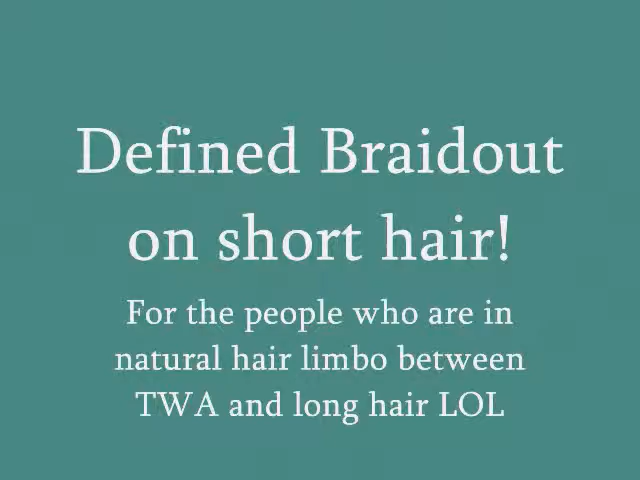 Defined Braidout
on short hair!
For the people who are in
natural hair limbo between
TWA and long hair LOL